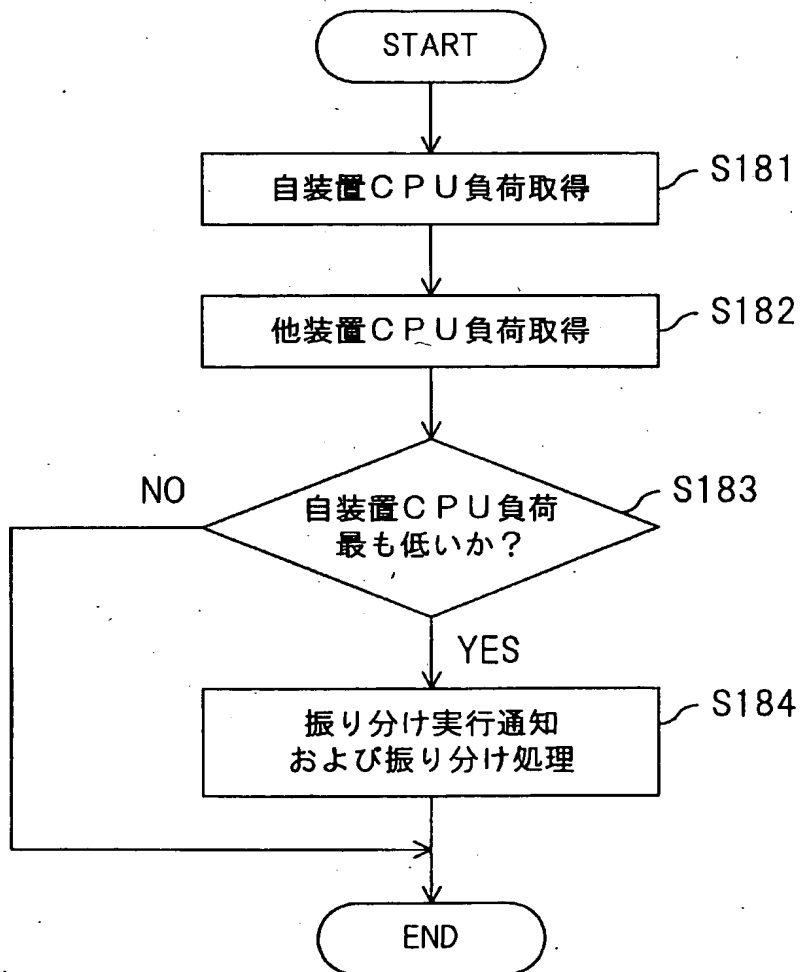 START
自装置ＣＰＵ負荷取得
S181
他装置ＣＰＵ負荷取得
S182
自装置ＣＰＵ負荷
最も低いか？
S183
NO
YES
振り分け実行通知
および振り分け処理
S184
END